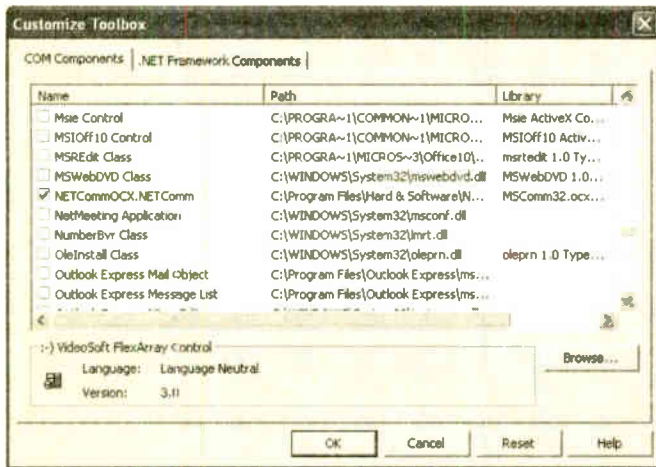 Customize Toolbox
COM Components | .NET Framework Components |
Name Path Library
Msie Control C:\PROGRA~1\COMMON~1\MICRO... Msie ActiveX Co...
MSIOff10 Control C:\PROGRA~1\COMMON~1\MICRO... MSIOff10 Activ...
MSREdit Class C:\PROGRA~1\MICROS~3\Office10\... msrtedit 1.0 Ty...
MSWebDVD Class C:\WINDOWS\System32\mswebdvd.dll MSWebDVD 1.0...
NETCommOCX.NETComm C:\Program Files\Hard & Software\N... MSComm32.ocx...
NetMeeting Application C:\WINDOWS\System32\msconf.dll
NumberBvr Class C:\WINDOWS\System32\lmrt.dll
OleInstall Class C:\WINDOWS\System32\oleprn.dll oleprn 1.0 Type...
Outlook Express Mail Object C:\Program Files\Outlook Express\ms...
Outlook Express Message List C:\Program Files\Outlook Express\ms...
:-) VideoSoft FlexArray Control
Language: Language Neutral
Version: 3.0
Browse...
OK Cancel Reset Help